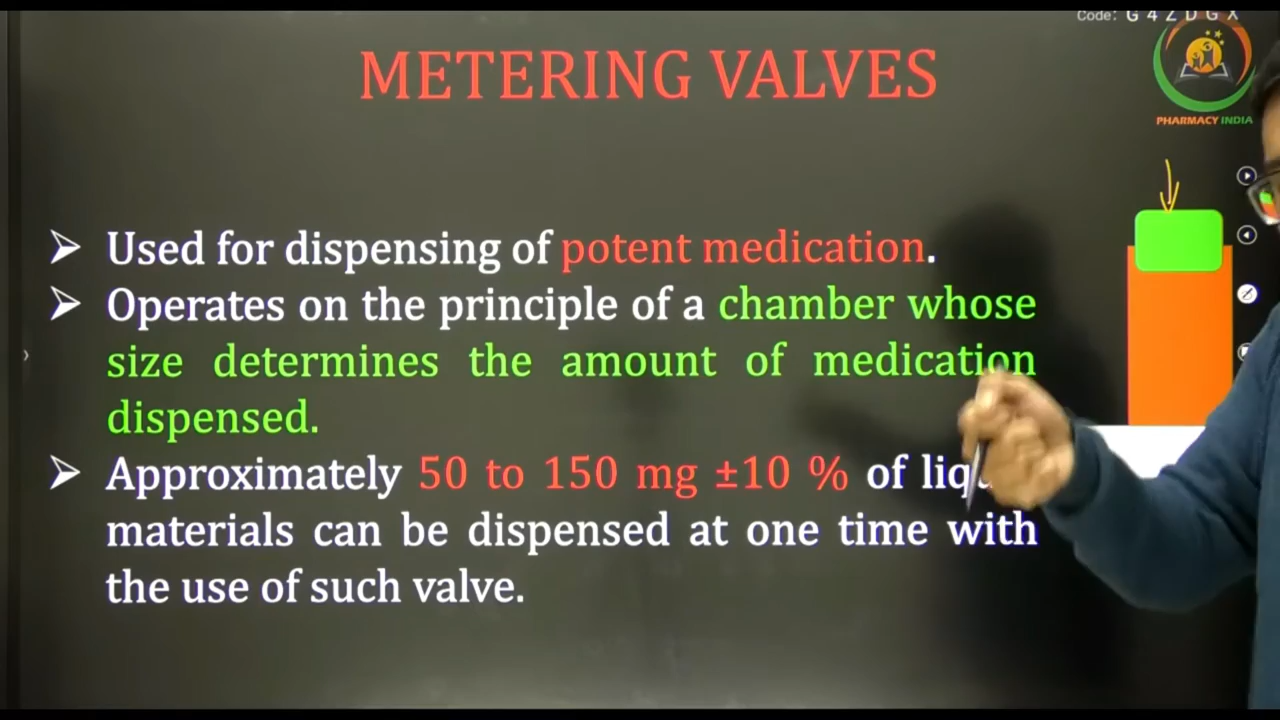 Code: G 4 Z D G X
METERING VALVES
PHARMACY INDIA
➤ Used for dispensing of potent medication.
➤ Operates on the principle of a chamber whose
size determines the amount of medication
dispensed.
➤ Approximately 50 to 150 mg ±10 % of
materials can be dispensed at one time with
the use of such valve.